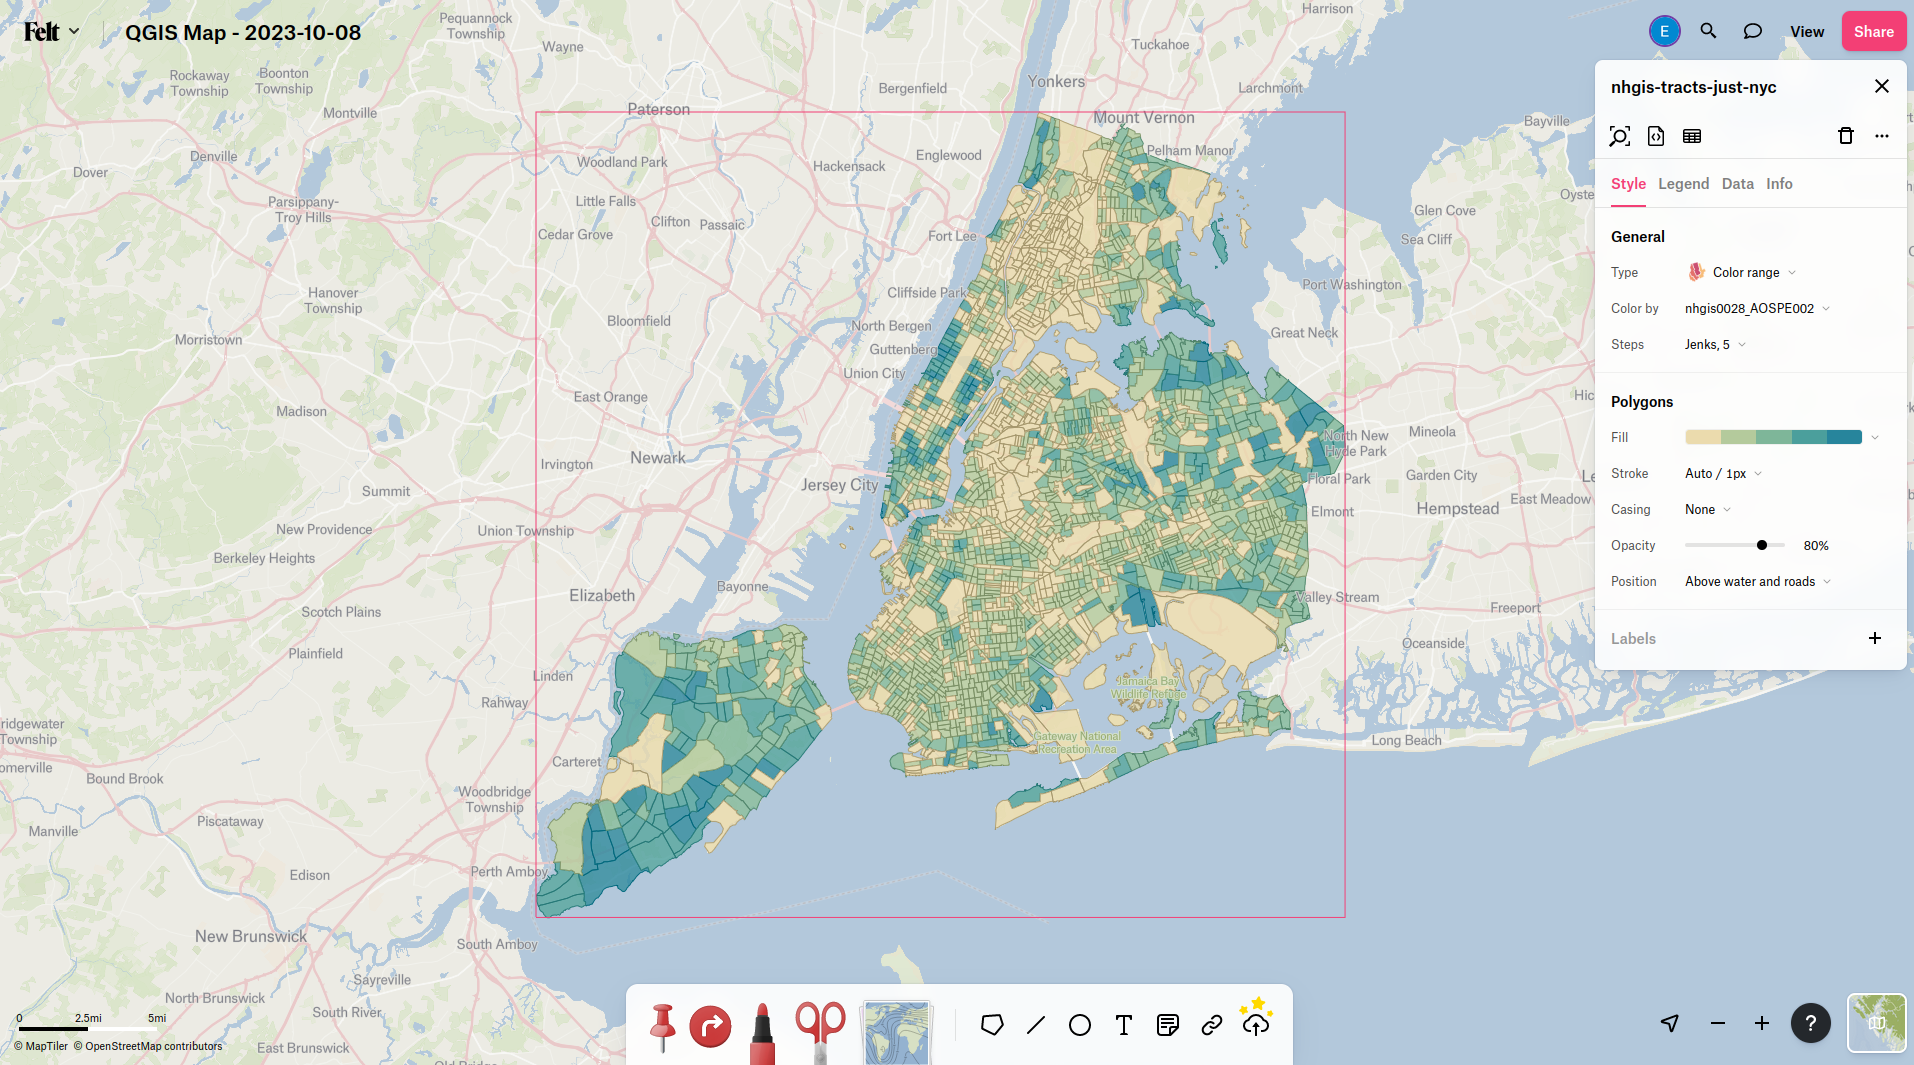 Felt
QGIS Map - 2023-10-08
E
View
Share
Pequannock
Township
Wayne
Harrison
Tuckahoe
Yonkers
Rockaway
Township
Boonton
Township
Bergenfield
Larchmont
Montville
Paterson
Mount Vernon
Bayville
Denville
Woodland Park
Hackensack
Englewood
Pelham Manor
Dover
Parsippany-
Troy Hills
Little Falls
Clifton
Passaic
Cedar Grove
Fort Lee
Glen Cove
Sea Cliff
Hanover
Township
Cliffside Park
Port Washington
Bloomfield
North Bergen
Great Neck
Morristown
Guttenberg
Union City
East Orange
Madison
North New
Hyde Park
Mineola
Irvington
Newark
Garden City
Floral Park
Jersey City
Summit
East Meadow
Hempstead
New Providence
Union Township
Elmont
Berkeley Heights
Bayonne
Elizabeth
Valley Stream
Scotch Plains
Freeport
Oceanside
Plainfield
Linden
Jamaica Bay
Wildlife Refuge
Rahway
Gateway National
Recreation Area
Long Beach
Carteret
Bound Brook
Woodbridge
Township
Piscataway
Manville
Perth Amboy
Edison
New Brunswick
South Amboy
Sayreville
North Brunswick
South River
East Brunswick
nhgis-tracts-just-nyc
Style
Legend
Data
Info
General
Type
Color range
Color by
nhgis0028_AOSPE002
Steps
Jenks, 5
Polygons
Fill
Stroke
Auto / 1px
Casing
None
Opacity
80%
Position
Above water and roads
Labels
0
2.5mi
5mi
© MapTiler © OpenStreetMap contributors
T
?